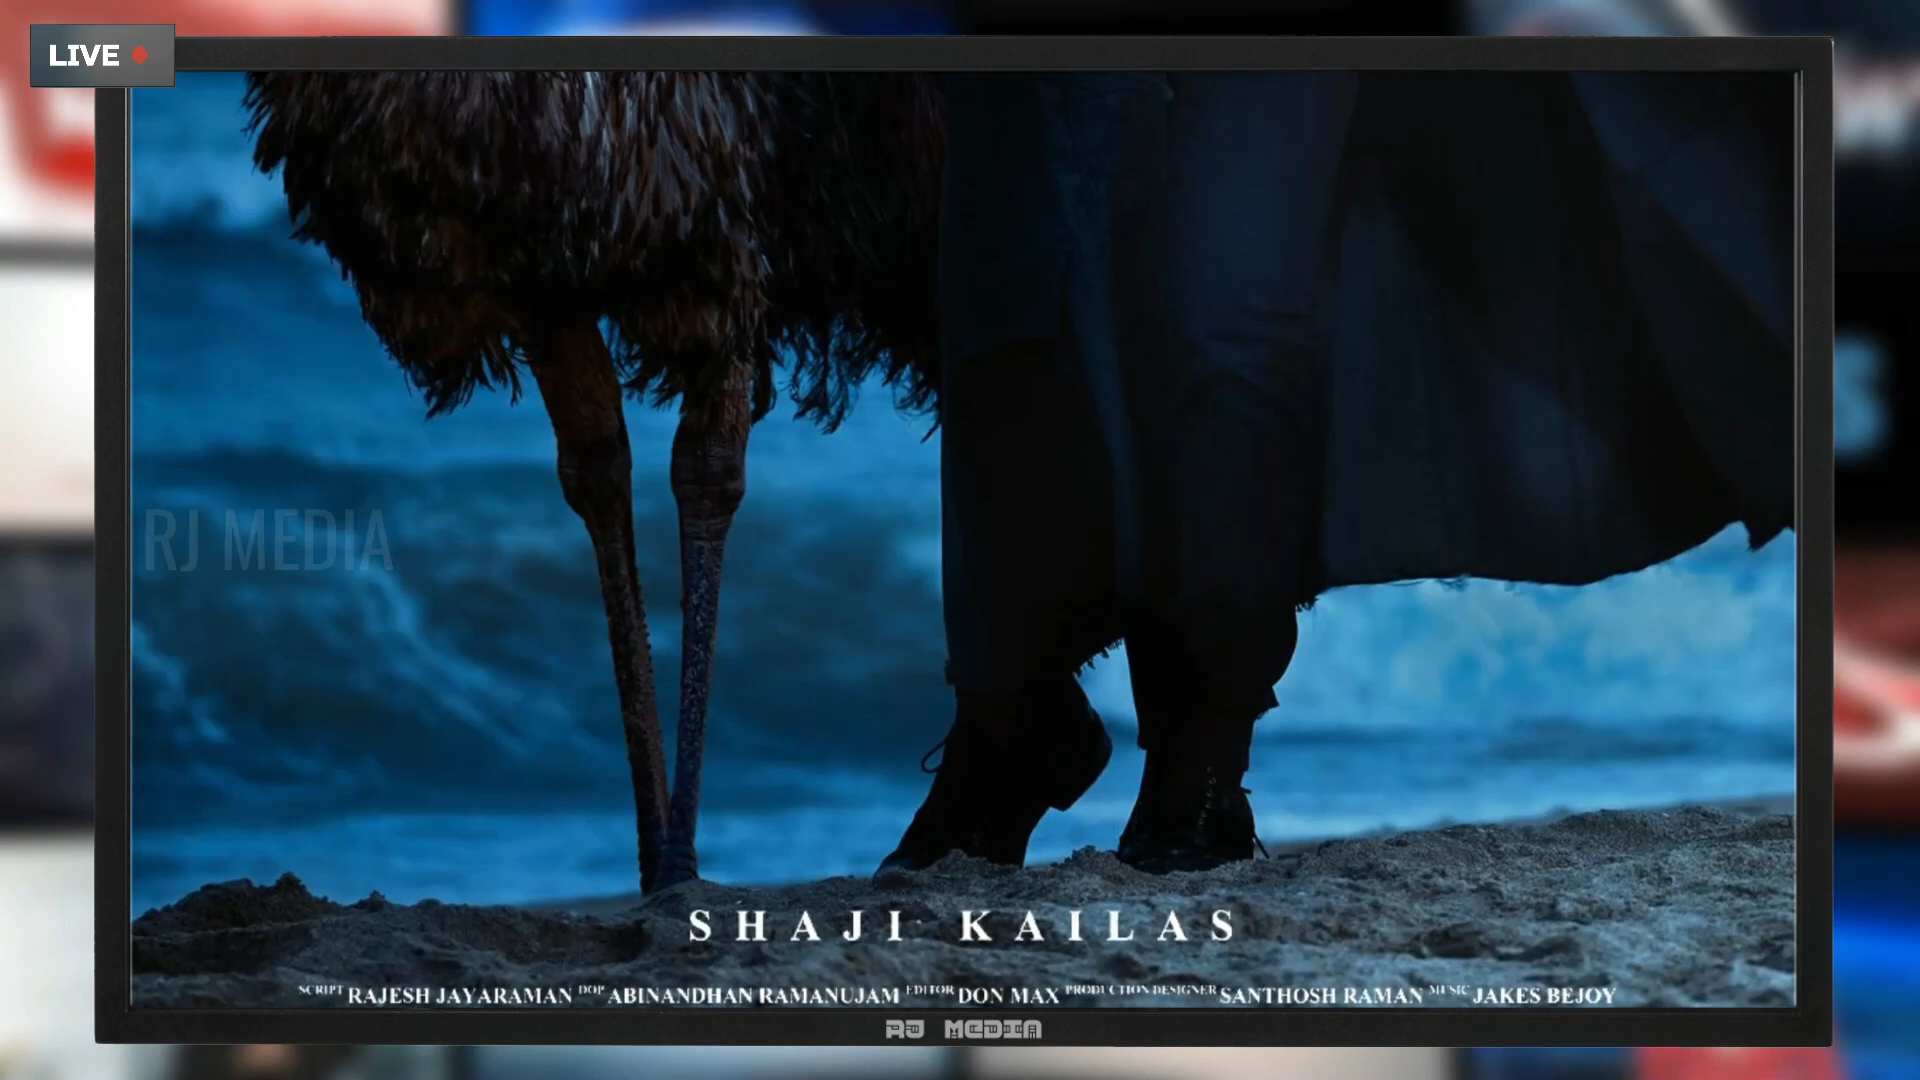 LIVE
RJ MEDIA
SHAJI KAILAS
SCRIPT RAJESH JAYARAMAN DOP ABINANDHAN RAMANUJAM EDITOR DON MAX PRODUCTION DESIGNER SANTHOSH RAMAN MUSIC JAKES BEJOY
RJ MEDIA